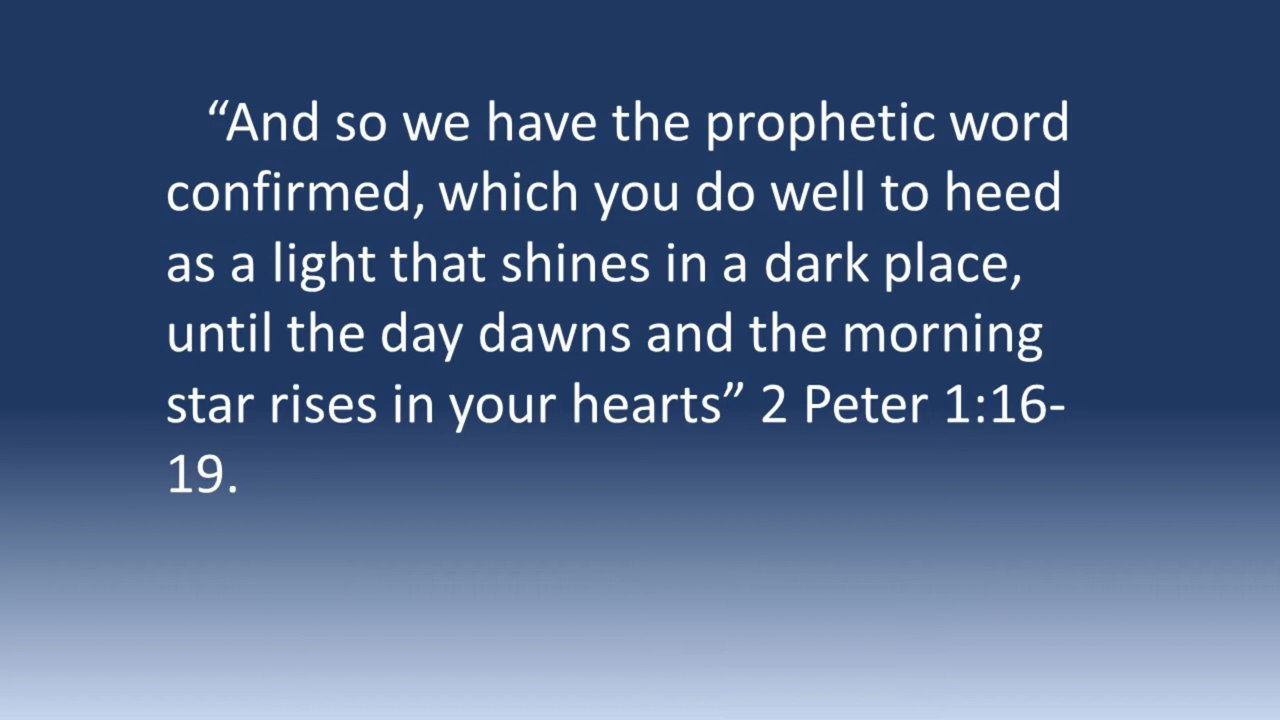 “And so we have the prophetic word
confirmed, which you do well to heed
as a light that shines in a dark place,
until the day dawns and the morning
star rises in your hearts” 2 Peter 1:16-
19.